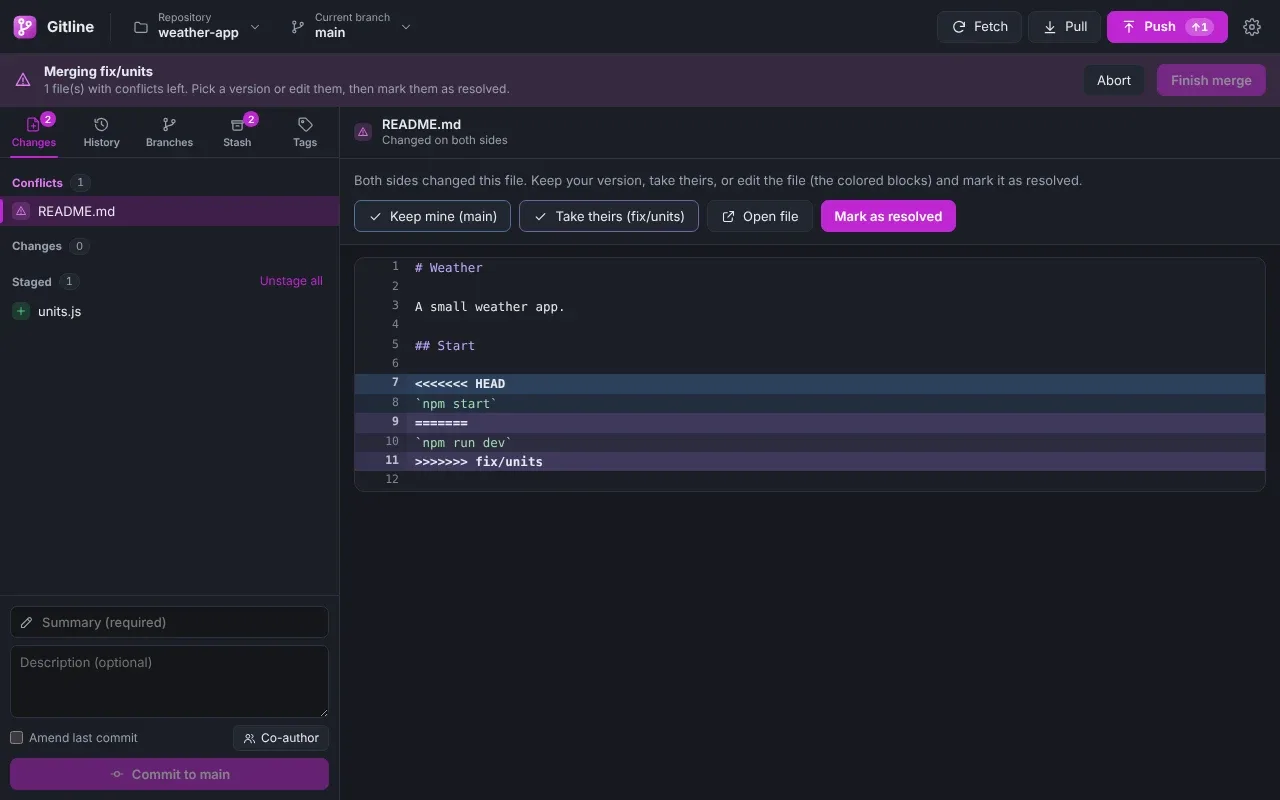 Gitline
Repository
weather-app
Current branch
main
Fetch
Pull
Push
1
Merging fix/units
1 file(s) with conflicts left. Pick a version or edit them, then mark them as resolved.
Abort
Finish merge
2
2
Changes
History
Branches
Stash
Tags
README.md
Changed on both sides
Both sides changed this file. Keep your version, take theirs, or edit the file (the colored blocks) and mark it as resolved.
Keep mine (main)
Take theirs (fix/units)
Open file
Mark as resolved
Conflicts 1
README.md
Changes 0
Staged 1
Unstage all
units.js
1 # Weather
2
3 A small weather app.
4
5 ## Start
6
7 <<<<<<< HEAD
8 `npm start`
9 =======
10 `npm run dev`
11 >>>>>>> fix/units
12
Summary (required)
Description (optional)
Amend last commit
Co-author
Commit to main